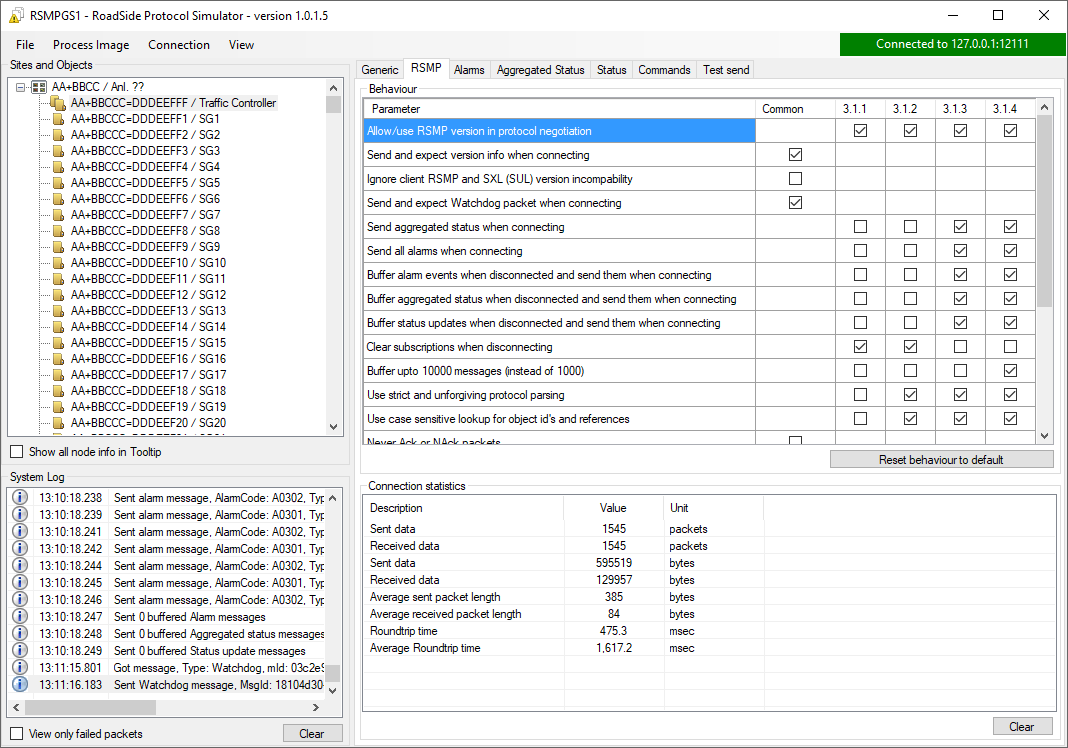 RSMPGS1 - RoadSide Protocol Simulator - version 1.0.1.5
File Process Image Connection View
Connected to 127.0.0.1:12111
Sites and Objects
AA+BBCC / Anl. ??
AA+BBCCC=DDDEEFFF / Traffic Controller
AA+BBCCC=DDDEEFF1 / SG1
AA+BBCCC=DDDEEFF2 / SG2
AA+BBCCC=DDDEEFF3 / SG3
AA+BBCCC=DDDEEFF4 / SG4
AA+BBCCC=DDDEEFF5 / SG5
AA+BBCCC=DDDEEFF6 / SG6
AA+BBCCC=DDDEEFF7 / SG7
AA+BBCCC=DDDEEFF8 / SG8
AA+BBCCC=DDDEEFF9 / SG9
AA+BBCCC=DDDEEF10 / SG10
AA+BBCCC=DDDEEF11 / SG11
AA+BBCCC=DDDEEF12 / SG12
AA+BBCCC=DDDEEF13 / SG13
AA+BBCCC=DDDEEF14 / SG14
AA+BBCCC=DDDEEF15 / SG15
AA+BBCCC=DDDEEF16 / SG16
AA+BBCCC=DDDEEF17 / SG17
AA+BBCCC=DDDEEF18 / SG18
AA+BBCCC=DDDEEF19 / SG19
AA+BBCCC=DDDEEF20 / SG20
Show all node info in Tooltip
System Log
13:10:18.238 Sent alarm message, AlarmCode: A0302, Typ
13:10:18.239 Sent alarm message, AlarmCode: A0301, Typ
13:10:18.241 Sent alarm message, AlarmCode: A0302, Typ
13:10:18.242 Sent alarm message, AlarmCode: A0301, Typ
13:10:18.244 Sent alarm message, AlarmCode: A0302, Typ
13:10:18.245 Sent alarm message, AlarmCode: A0301, Typ
13:10:18.246 Sent alarm message, AlarmCode: A0302, Typ
13:10:18.247 Sent 0 buffered Alarm messages
13:10:18.248 Sent 0 buffered Aggregated status messages
13:10:18.249 Sent 0 buffered Status update messages
13:11:15.801 Got message, Type: Watchdog, mId: 03c2e9
13:11:16.183 Sent Watchdog message, MsgId: 18104d30
View only failed packets
Clear
Generic RSMP Alarms Aggregated Status Status Commands Test send
Behaviour
Parameter Common 3.1.1 3.1.2 3.1.3 3.1.4
Allow/use RSMP version in protocol negotiation
Send and expect version info when connecting
Ignore client RSMP and SXL (SUL) version incompability
Send and expect Watchdog packet when connecting
Send aggregated status when connecting
Send all alarms when connecting
Buffer alarm events when disconnected and send them when connecting
Buffer aggregated status when disconnected and send them when connecting
Buffer status updates when disconnected and send them when connecting
Clear subscriptions when disconnecting
Buffer upto 10000 messages (instead of 1000)
Use strict and unforgiving protocol parsing
Use case sensitive lookup for object id's and references
Never Ack or NAck packets
Reset behaviour to default
Connection statistics
Description Value Unit
Sent data 1545 packets
Received data 1545 packets
Sent data 595519 bytes
Received data 129957 bytes
Average sent packet length 385 bytes
Average received packet length 84 bytes
Roundtrip time 475.3 msec
Average Roundtrip time 1,617.2 msec
Clear